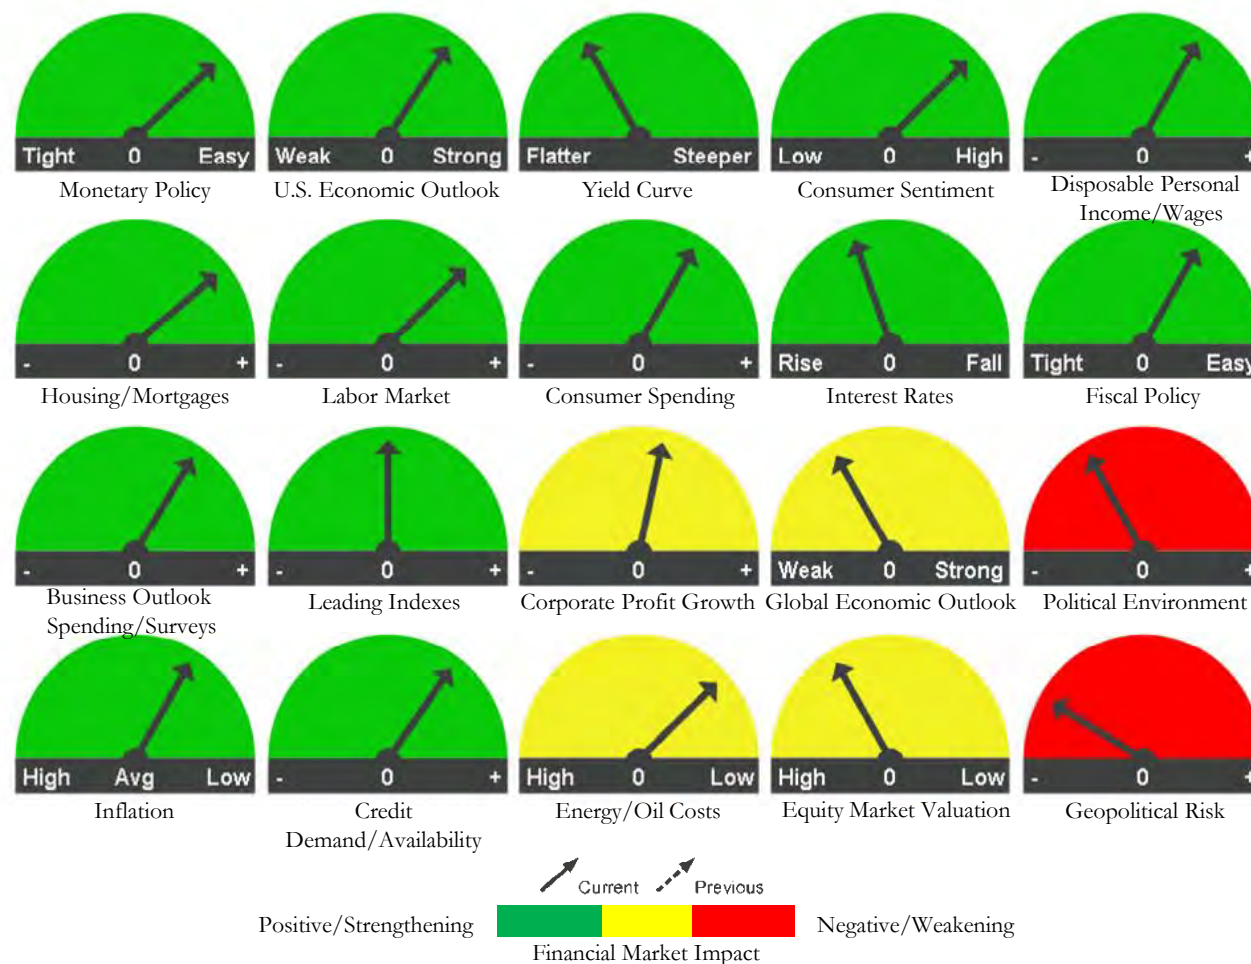 Tight 0 Easy
Monetary Policy
Weak 0 Strong
U.S. Economic Outlook
Flatter Steeper
Yield Curve
Low 0 High
Consumer Sentiment
- 0 +
Disposable Personal
Income/Wages
- 0 +
Housing/Mortgages
- 0 +
Labor Market
- 0 +
Consumer Spending
Rise 0 Fall
Interest Rates
Tight 0 Easy
Fiscal Policy
- 0 +
Business Outlook
Spending/Surveys
- 0 +
Leading Indexes
- 0 +
Corporate Profit Growth
Weak 0 Strong
Global Economic Outlook
- 0 +
Political Environment
High Avg Low
Inflation
- 0 +
Credit
Demand/Availability
High 0 Low
Energy/Oil Costs
High 0 Low
Equity Market Valuation
- 0 +
Geopolitical Risk
Current Previous
Positive/Strengthening Negative/Weakening
Financial Market Impact